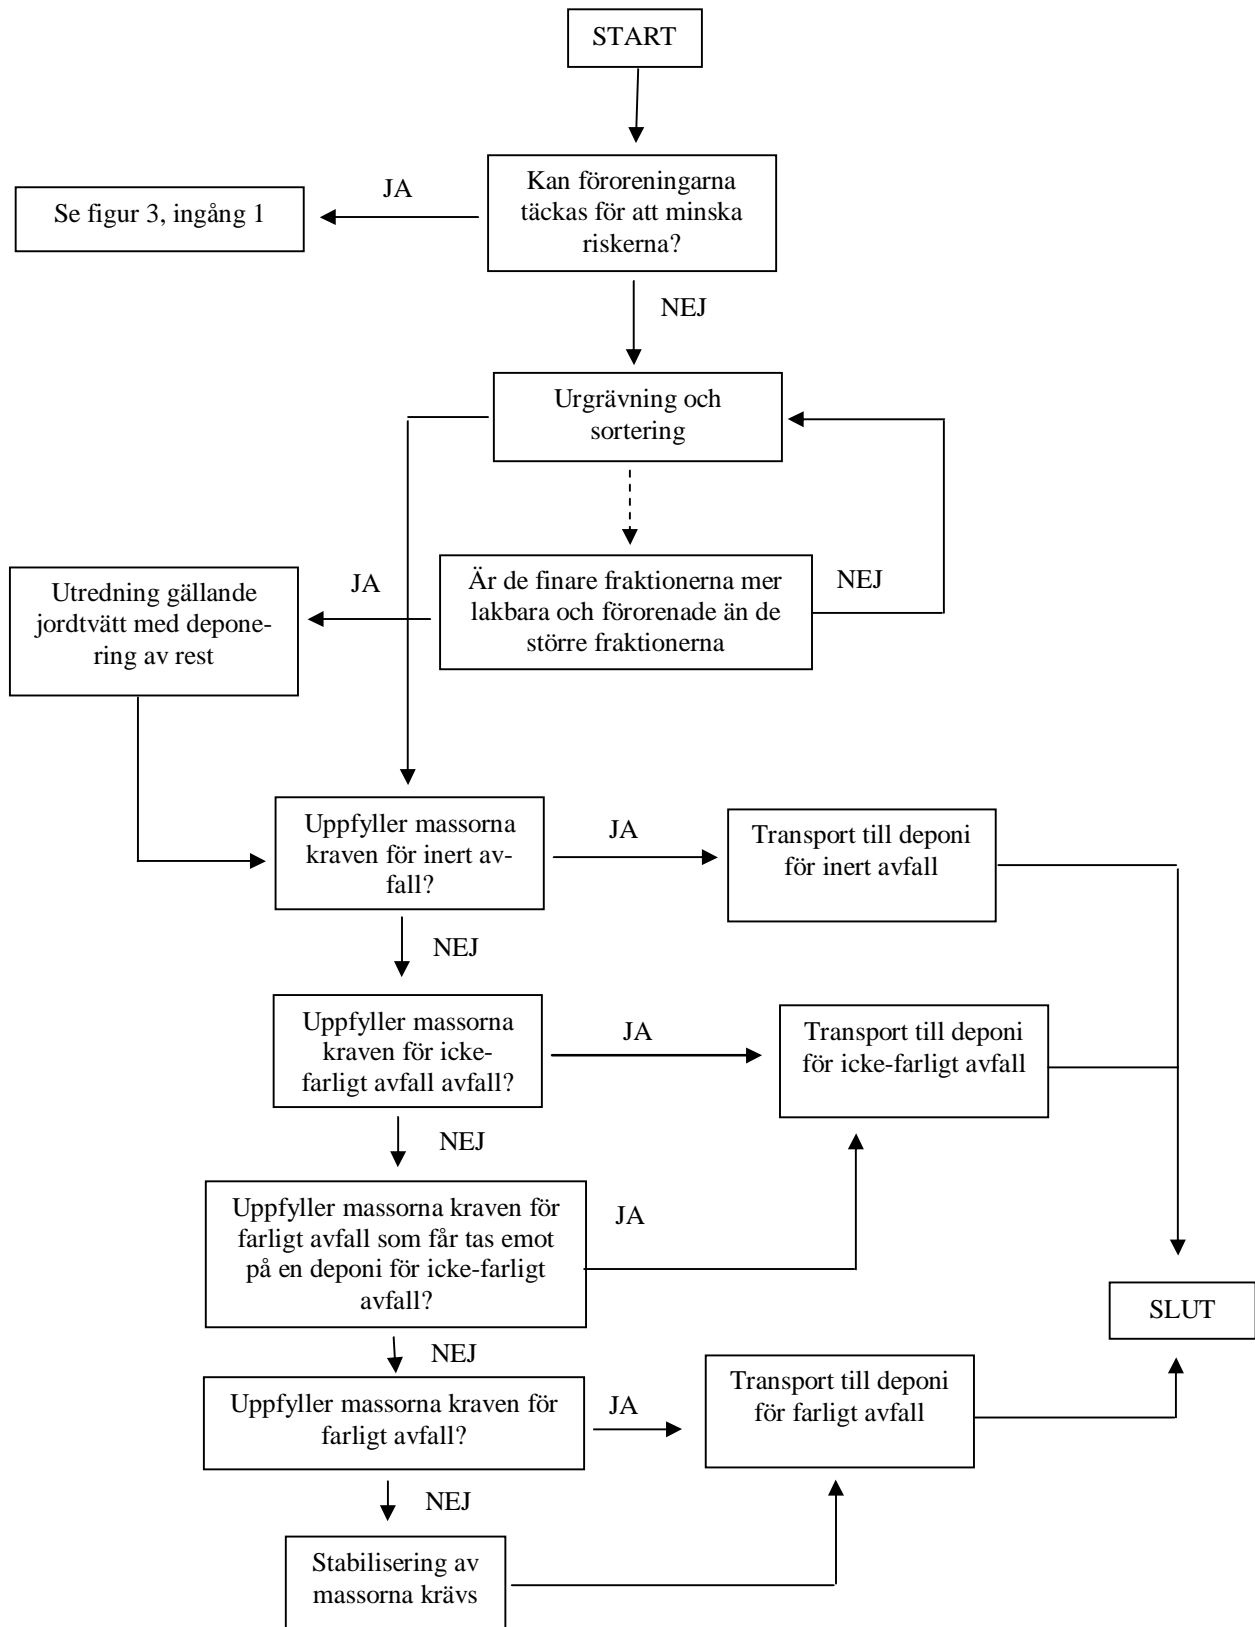 START
Kan föroreningarna
täckas för att minska
riskerna?
JA
Se figur 3, ingång 1
NEJ
Urgrävning och
sortering
Är de finare fraktionerna mer
lakbara och förorenade än de
större fraktionerna
NEJ
JA
Utredning gällande
jordtvätt med depone-
ring av rest
Uppfyller massorna
kraven för inert av-
fall?
JA
Transport till deponi
för inert avfall
NEJ
Uppfyller massorna
kraven för icke-
farligt avfall avfall?
JA
Transport till deponi
för icke-farligt avfall
NEJ
Uppfyller massorna kraven för
farligt avfall som får tas emot
på en deponi för icke-farligt
avfall?
JA
SLUT
NEJ
Uppfyller massorna kraven för
farligt avfall?
JA
Transport till deponi
för farligt avfall
NEJ
Stabilisering av
massorna krävs